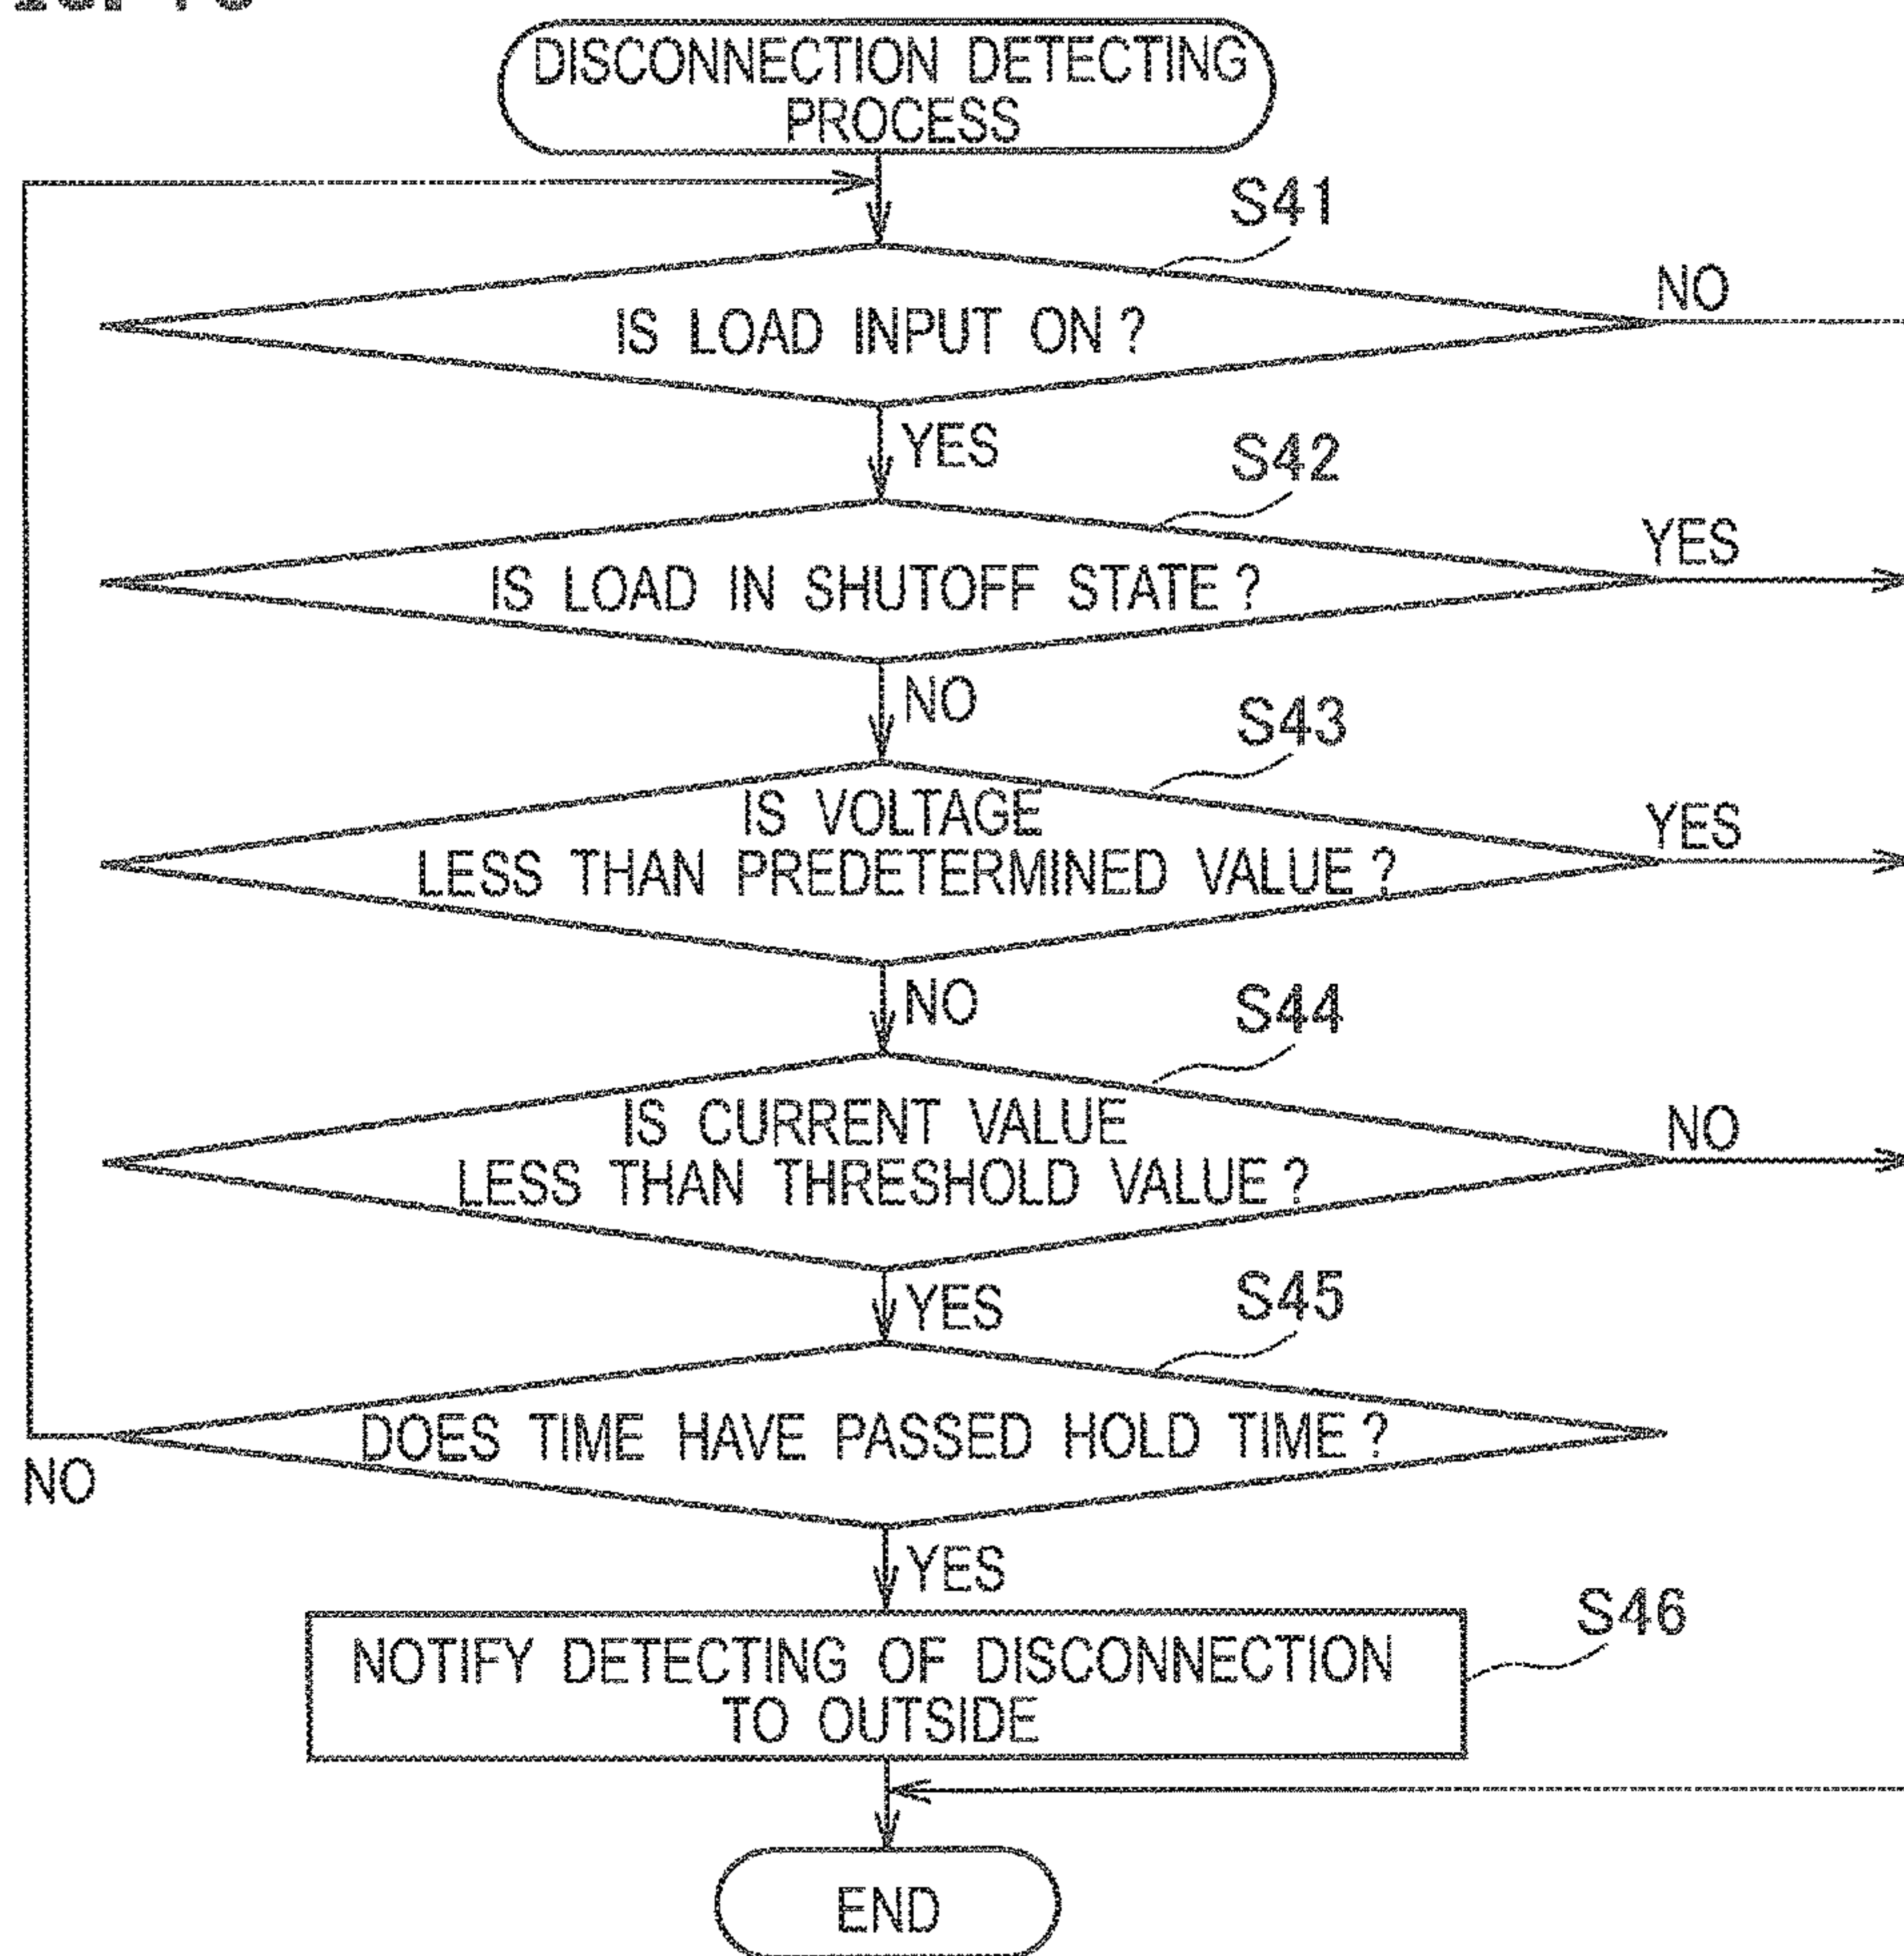 DISCONNECTION DETECTING
PROCESS
S41
IS LOAD INPUT ON ?
NO
YES
S42
IS LOAD IN SHUTOFF STATE ?
YES
NO
S43
IS VOLTAGE
LESS THAN PREDETERMINED VALUE ?
YES
NO
S44
IS CURRENT VALUE
LESS THAN THRESHOLD VALUE ?
NO
YES
S45
DOES TIME HAVE PASSED HOLD TIME ?
NO
YES
S46
NOTIFY DETECTING OF DISCONNECTION
TO OUTSIDE
END